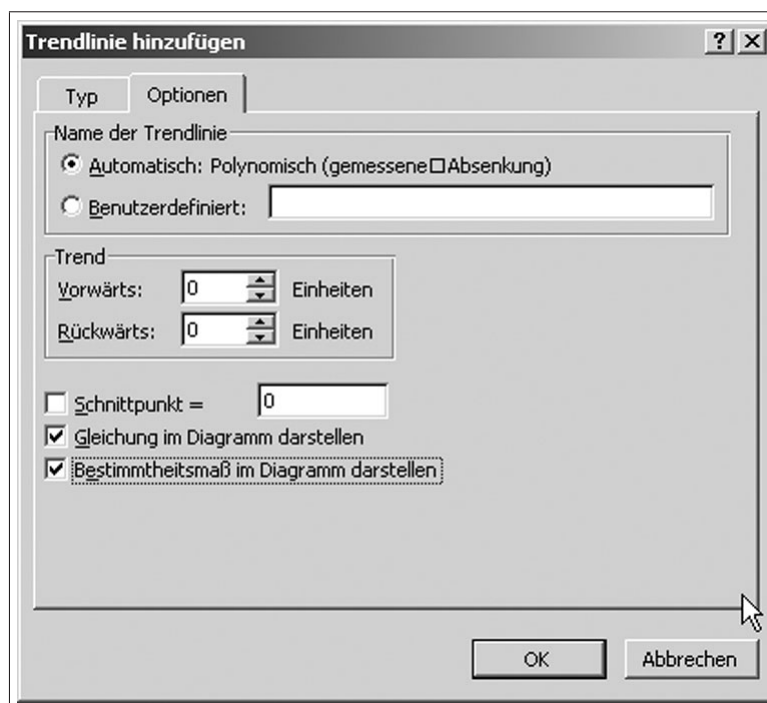 Trendlinie hinzufügen
Typ
Optionen
Name der Trendlinie
Automatisch: Polynomisch (gemessene□Absenkung)
Benutzerdefiniert:
Trend
Vorwärts: 0 Einheiten
Rückwärts: 0 Einheiten
Schnittpunkt = 0
Gleichung im Diagramm darstellen
Bestimmtheitsmaß im Diagramm darstellen
OK
Abbrechen